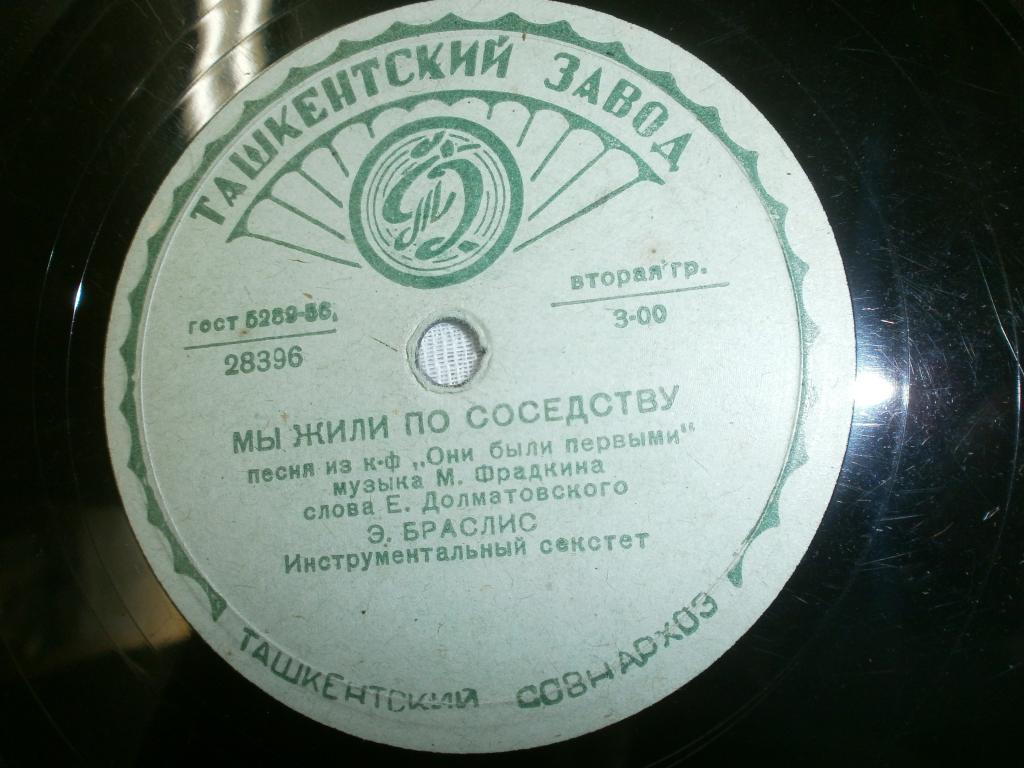 ТАШКЕНТСКИЙ ЗАВОД
гост 5289-56.
28396
вторая гр.
3-00
МЫ ЖИЛИ ПО СОСЕДСТВУ
песня из к-ф „Они были первыми"
музыка М. Фрадкина
слова Е. Долматовского
Э. БРАСЛИС
Инструментальный секстет
ТАШКЕНТСКИЙ СОВНАРХОЗ